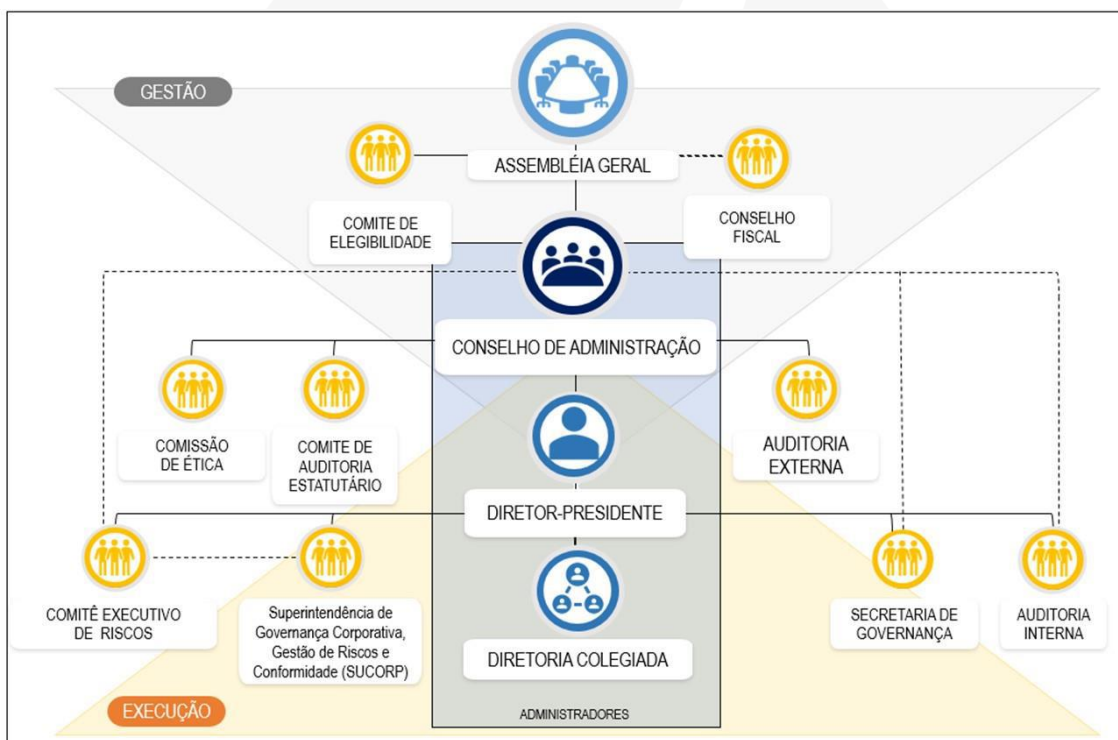 GESTÃO
ASSEMBLÉIA GERAL
COMITE DE
ELEGIBILIDADE
CONSELHO
FISCAL
CONSELHO DE ADMINISTRAÇÃO
COMISSÃO
DE ÉTICA
COMITE DE
AUDITORIA
ESTATUTÁRIO
AUDITORIA
EXTERNA
DIRETOR-PRESIDENTE
COMITÊ EXECUTIVO
DE RISCOS
Superintendência de
Governança Corporativa,
Gestão de Riscos e
Conformidade (SUCORP)
DIRETORIA COLEGIADA
SECRETARIA DE
GOVERNANÇA
AUDITORIA
INTERNA
EXECUÇÃO
ADMINISTRADORES